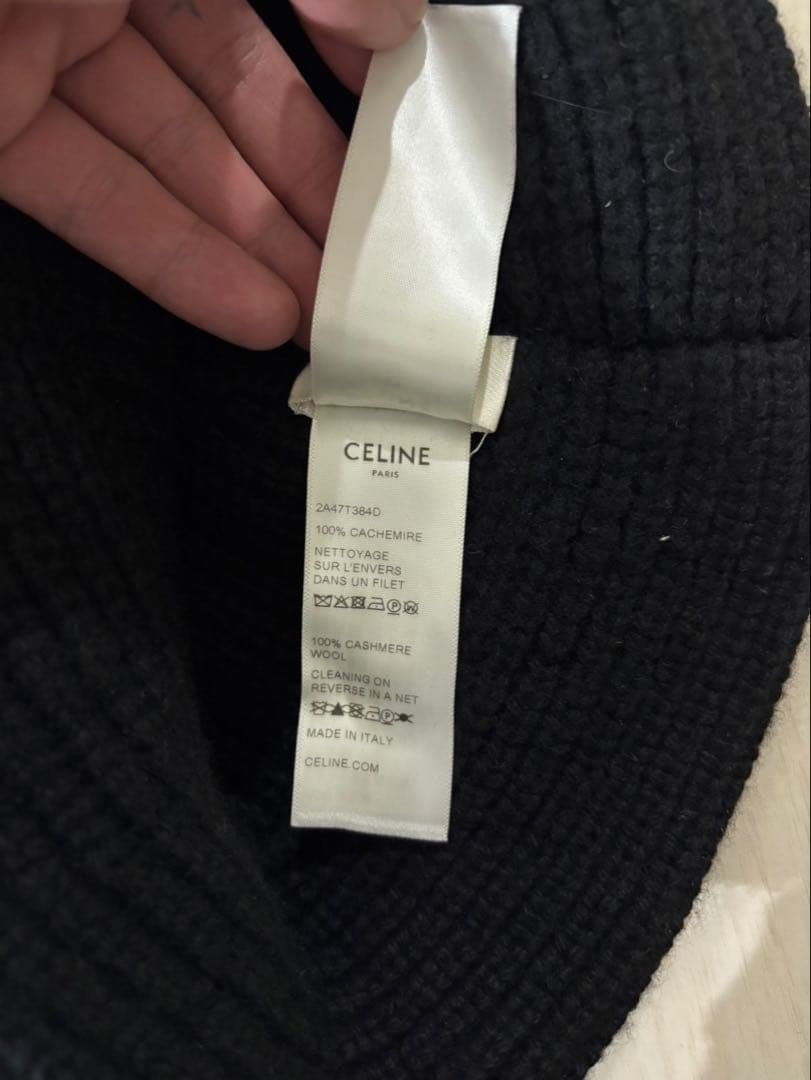 CELINE
PARIS
2A47T384D
100% CACHEMIRE
NETTOYAGE
SUR L'ENVERS
DANS UN FILET
100% CASHMERE
WOOL
CLEANING ON
REVERSE IN A NET
MADE IN ITALY
CELINE.COM